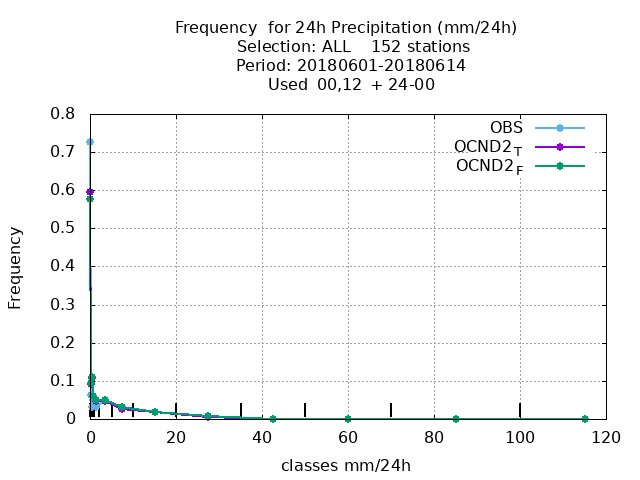 Frequency  for 24h Precipitation (mm/24h)
Selection: ALL    152 stations
Period: 20180601-20180614
Used  00,12  + 24-00
OBS
OCND2_T
OCND2_F
0.8
0.7
0.6
0.5
0.4
0.3
0.2
0.1
0
Frequency
0 20 40 60 80 100 120
classes mm/24h